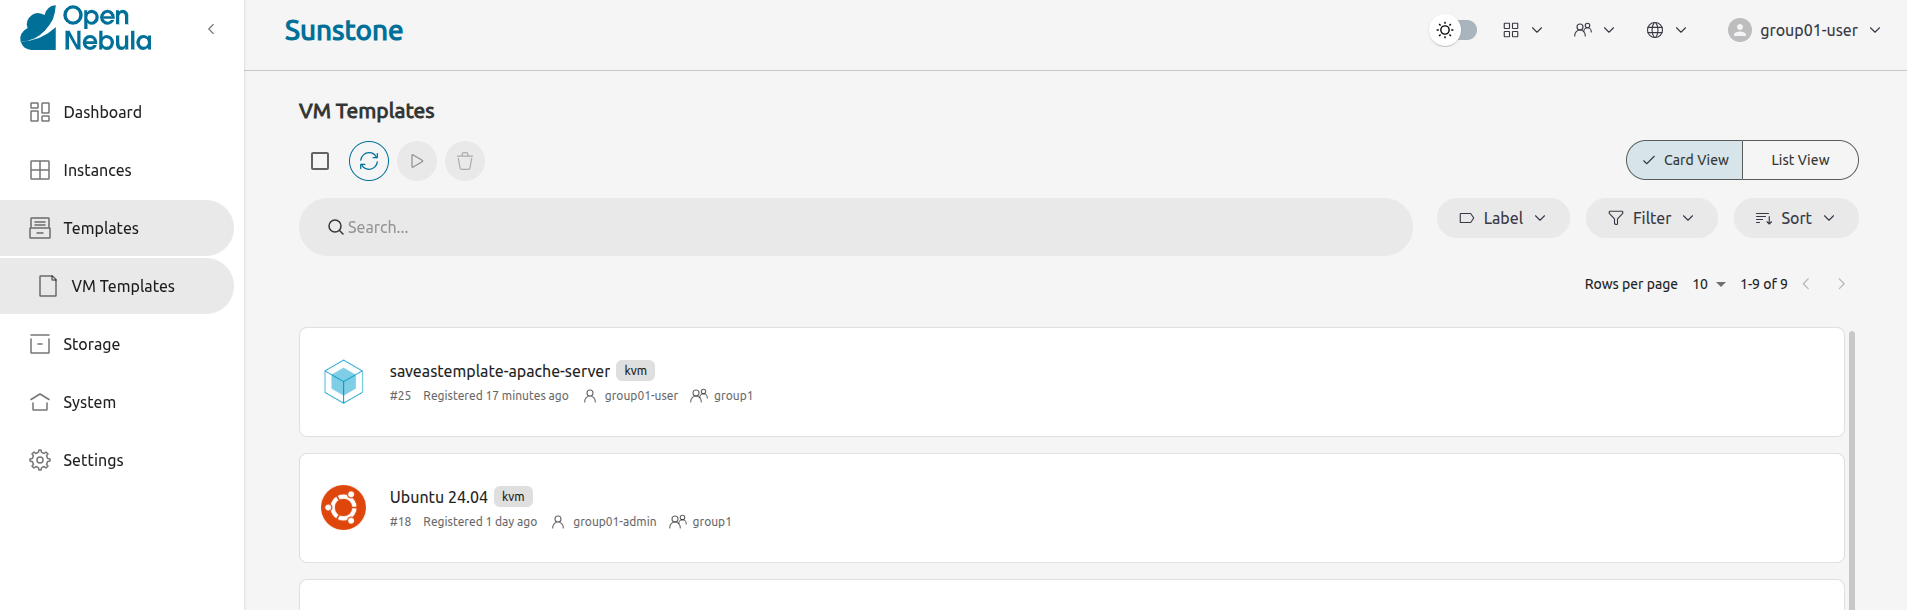 Open
Nebula
Sunstone
group01-user
Dashboard
Instances
Templates
VM Templates
Storage
System
Settings
VM Templates
Card View
List View
Search...
Label
Filter
Sort
Rows per page 10 1-9 of 9
saveastemplate-apache-server kvm
#25 Registered 17 minutes ago group01-user group1
Ubuntu 24.04 kvm
#18 Registered 1 day ago group01-admin group1